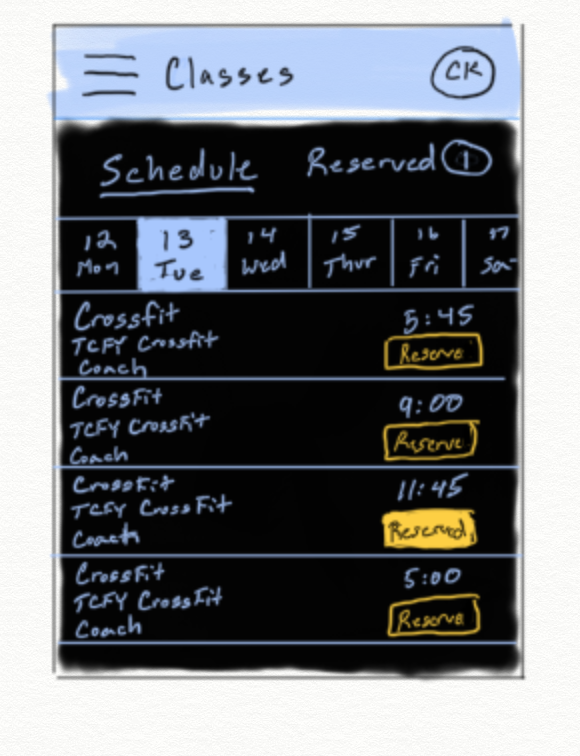 Classes CK
Schedule Reserved 1
12 13 14 15 16 17
Mon Tue Wed Thur Fri Sat
Crossfit 5:45
TCFY Crossfit Reserve
Coach
CrossFit 9:00
TCFY CrossFit Reserve
Coach
CrossFit 11:45
TCFY CrossFit Reserved
Coach
CrossFit 5:00
TCFY CrossFit Reserve
Coach